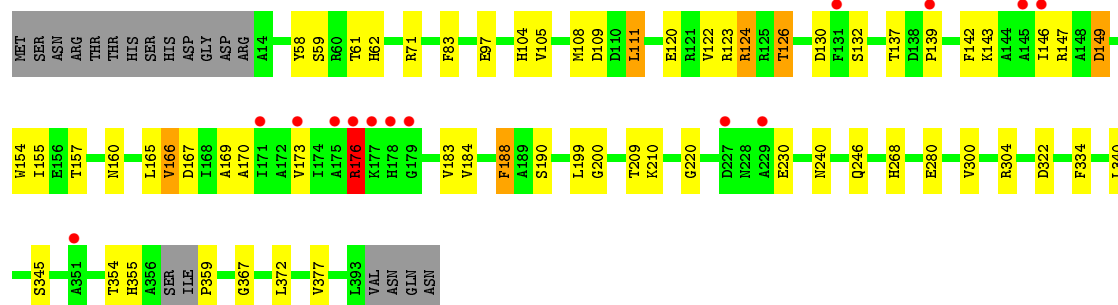 MET SER ASN ARG THR THR HIS SER HIS ASP GLY ASP ARG A14 Y58 S59 R60 T61 H62 R71 F83 E97 H104 V105 M108 D109 D110 L111 E120 R121 V122 R123 R124 R125 T126 D130 F131 S132 T137 D138 P139 F142 K143 A144 A145 I146 R147 A148 D149
W154 I155 E156 T157 N160 L165 V166 D167 I168 A169 A170 I171 A172 V173 I174 A175 R176 K177 H178 G179 V183 V184 F188 A189 S190 L199 G200 T209 K210 G220 D227 N228 A229 E230 N240 Q246 H268 E280 V300 R304 D322 F334
S345 A351 T354 H355 A356 SER ILE P359 G367 L372 V377 L393 VAL ASN GLN ASN